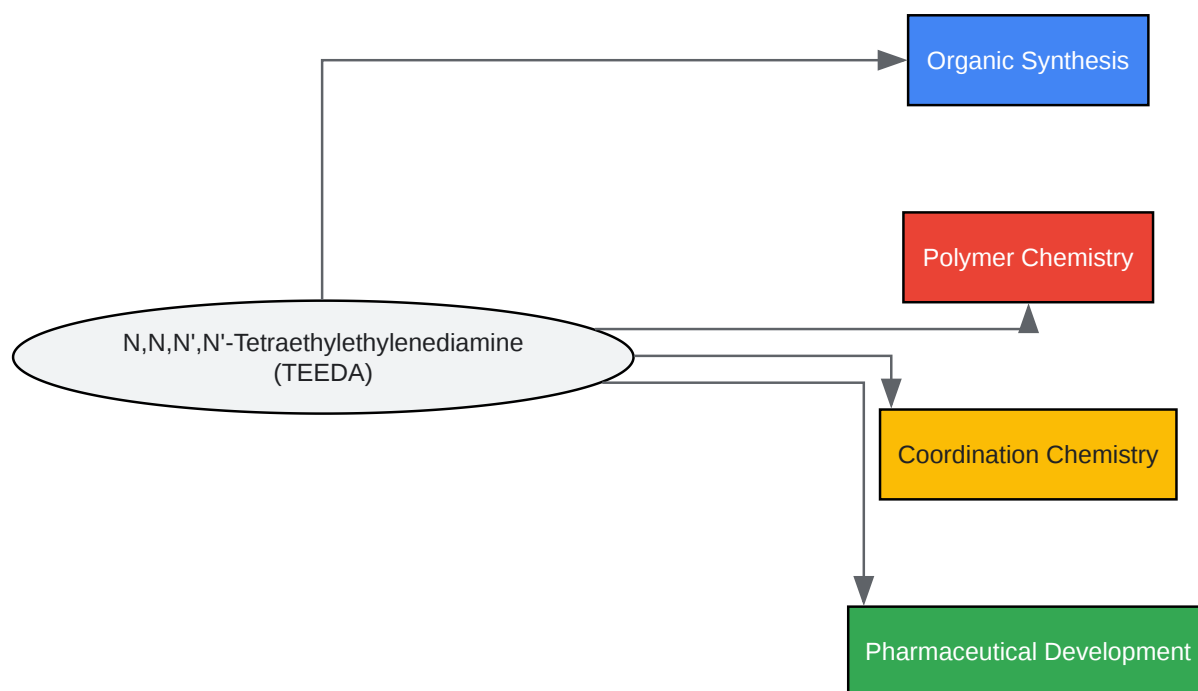 Organic Synthesis
Polymer Chemistry
N,N,N',N'-Tetraethylethylenediamine
(TEEDA)
Coordination Chemistry
Pharmaceutical Development